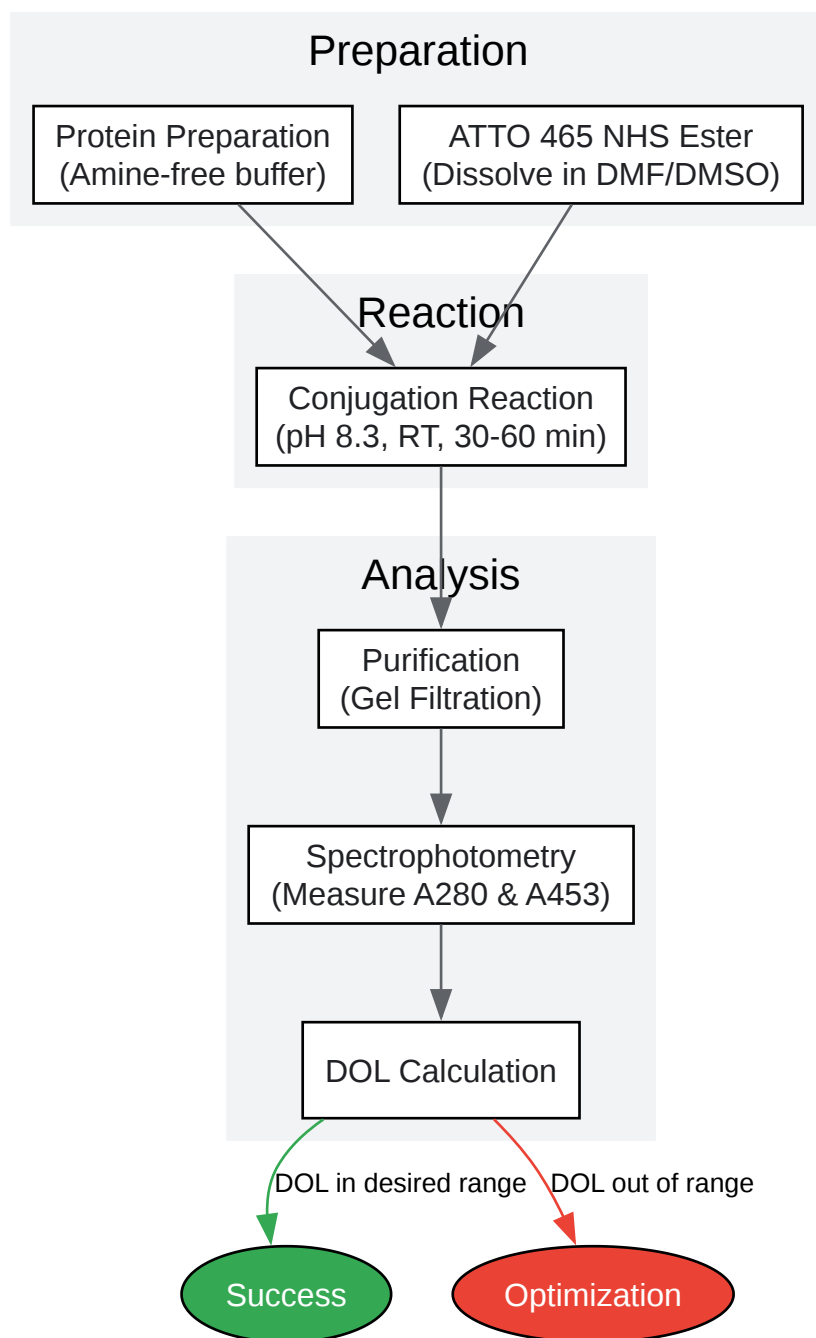 Preparation
Protein Preparation
(Amine-free buffer)
ATTO 465 NHS Ester
(Dissolve in DMF/DMSO)
Reaction
Conjugation Reaction
(pH 8.3, RT, 30-60 min)
Analysis
Purification
(Gel Filtration)
Spectrophotometry
(Measure A280 & A453)
DOL Calculation
DOL in desired range
DOL out of range
Success
Optimization